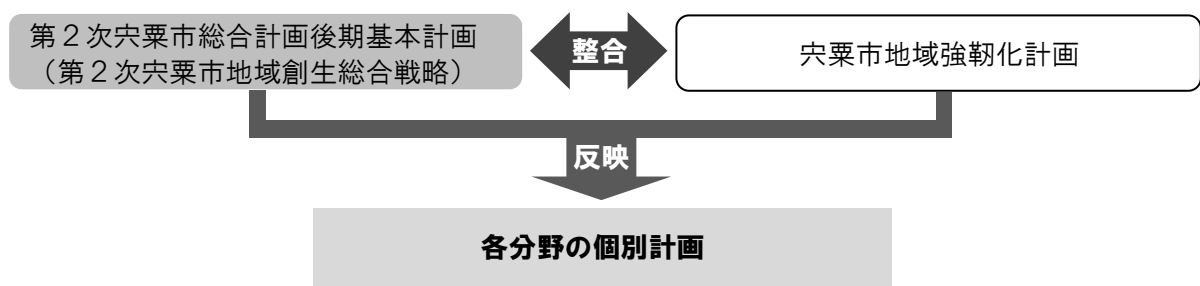 第２次宍粟市総合計画後期基本計画
（第２次宍粟市地域創生総合戦略）
整合
宍粟市地域強靭化計画
反映
各分野の個別計画